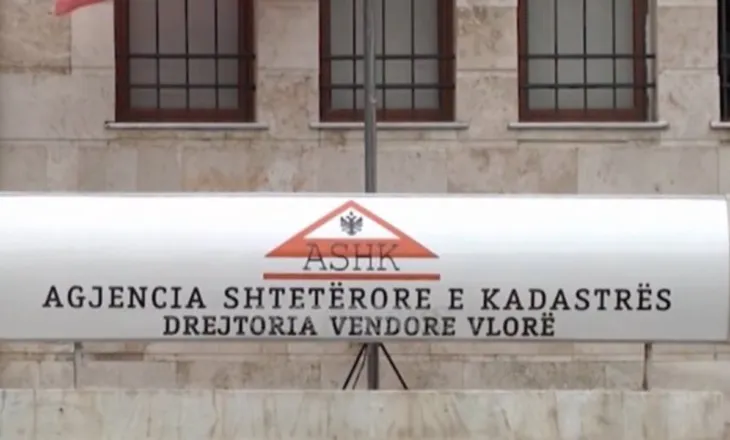 ASHK
AGJENCIA SHTETËRORE E KADASTRËS
DREJTORIA VENDORE VLORË